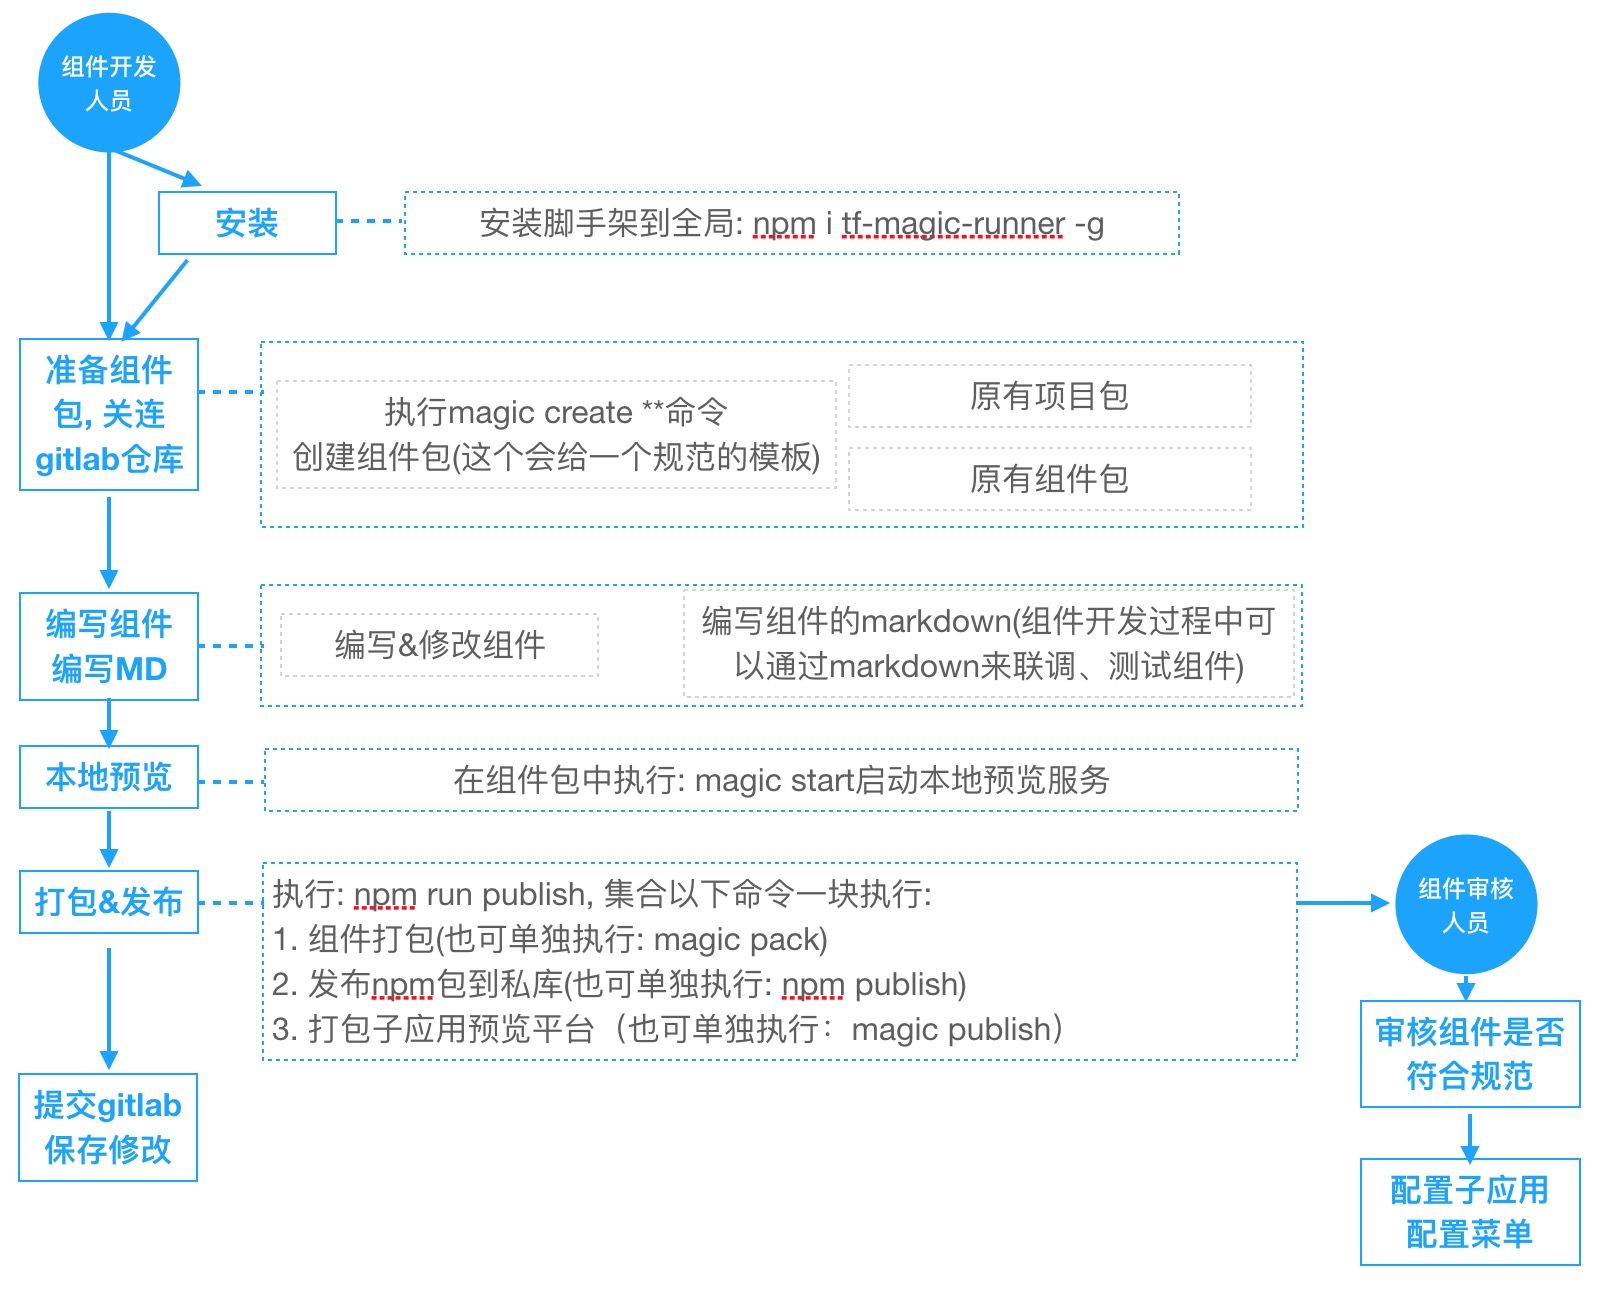 组件开发
人员
安装
安装脚手架到全局: npm i tf-magic-runner -g
准备组件
包, 关连
gitlab仓库
执行magic create **命令
创建组件包(这个会给一个规范的模板)
原有项目包
原有组件包
编写组件
编写MD
编写&修改组件
编写组件的markdown(组件开发过程中可
以通过markdown来联调、测试组件)
本地预览
在组件包中执行: magic start启动本地预览服务
打包&发布
执行: npm run publish, 集合以下命令一块执行:
1. 组件打包(也可单独执行: magic pack)
2. 发布npm包到私库(也可单独执行: npm publish)
3. 打包子应用预览平台（也可单独执行：magic publish）
提交gitlab
保存修改
组件审核
人员
审核组件是否
符合规范
配置子应用
配置菜单